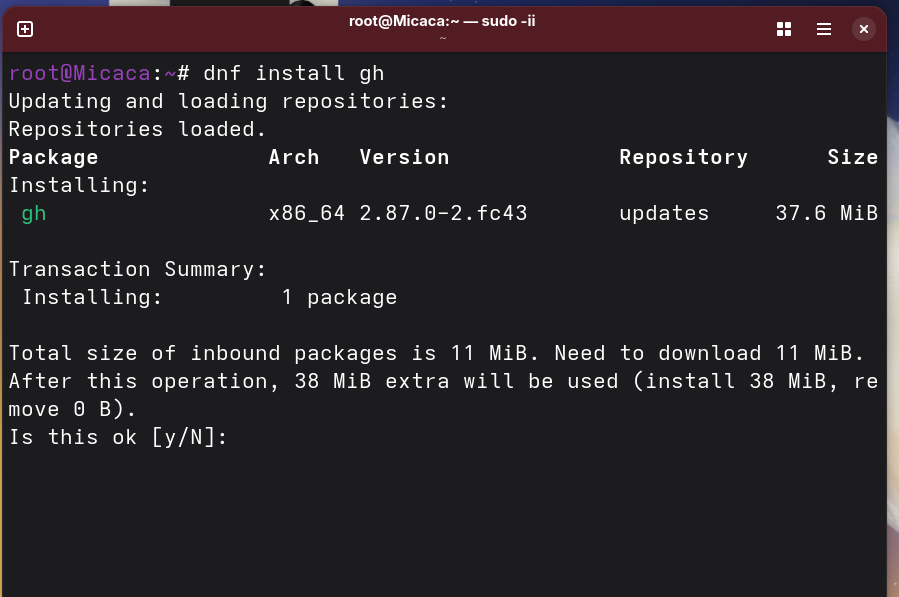 root@Micaca:~ — sudo -ii
~
root@Micaca:~# dnf install gh
Updating and loading repositories:
Repositories loaded.
Package Arch Version Repository Size
Installing:
gh x86_64 2.87.0-2.fc43 updates 37.6 MiB
Transaction Summary:
Installing: 1 package
Total size of inbound packages is 11 MiB. Need to download 11 MiB.
After this operation, 38 MiB extra will be used (install 38 MiB, re
move 0 B).
Is this ok [y/N]: